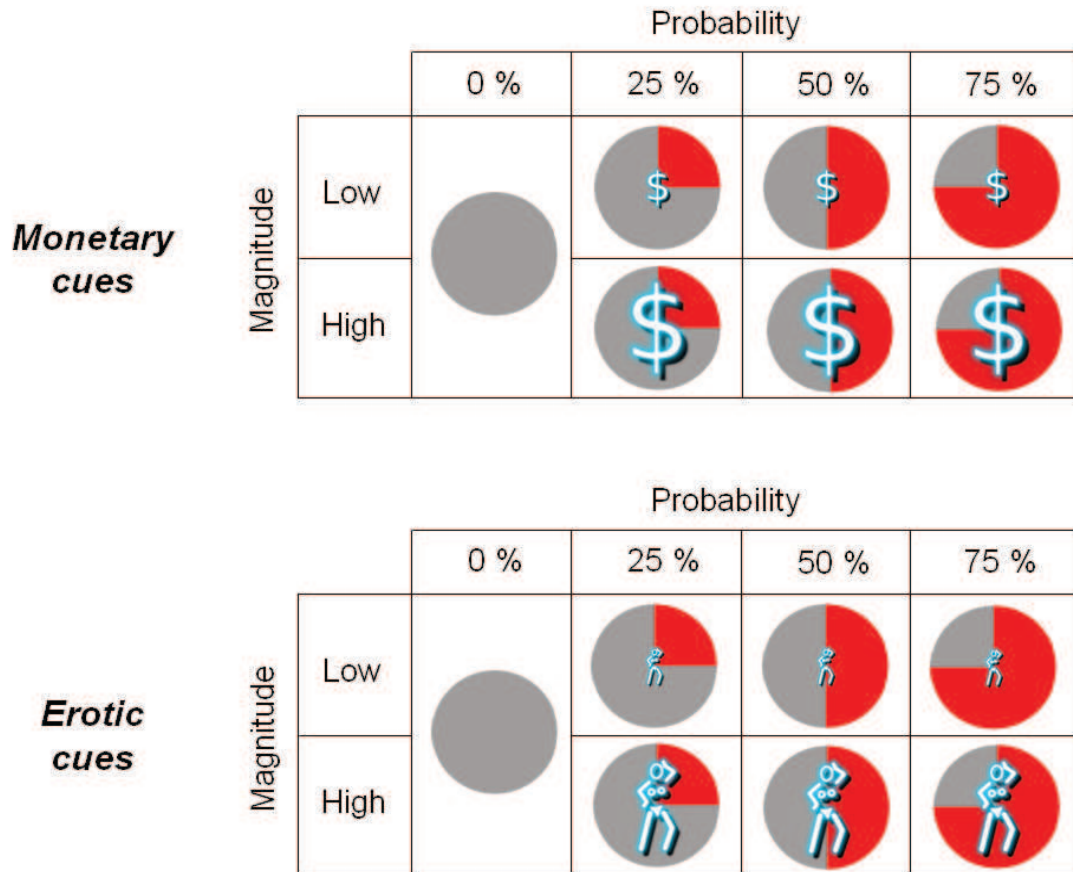 Probability
0 % 25 % 50 % 75 %
Monetary
cues
Magnitude
Low
$ $ $
High
$ $ $
Probability
0 % 25 % 50 % 75 %
Erotic
cues
Magnitude
Low
High